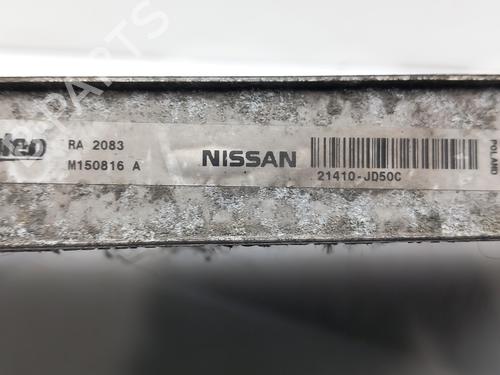 RA 2083
M150816 A
NISSAN
21410-JD50C
POLAND